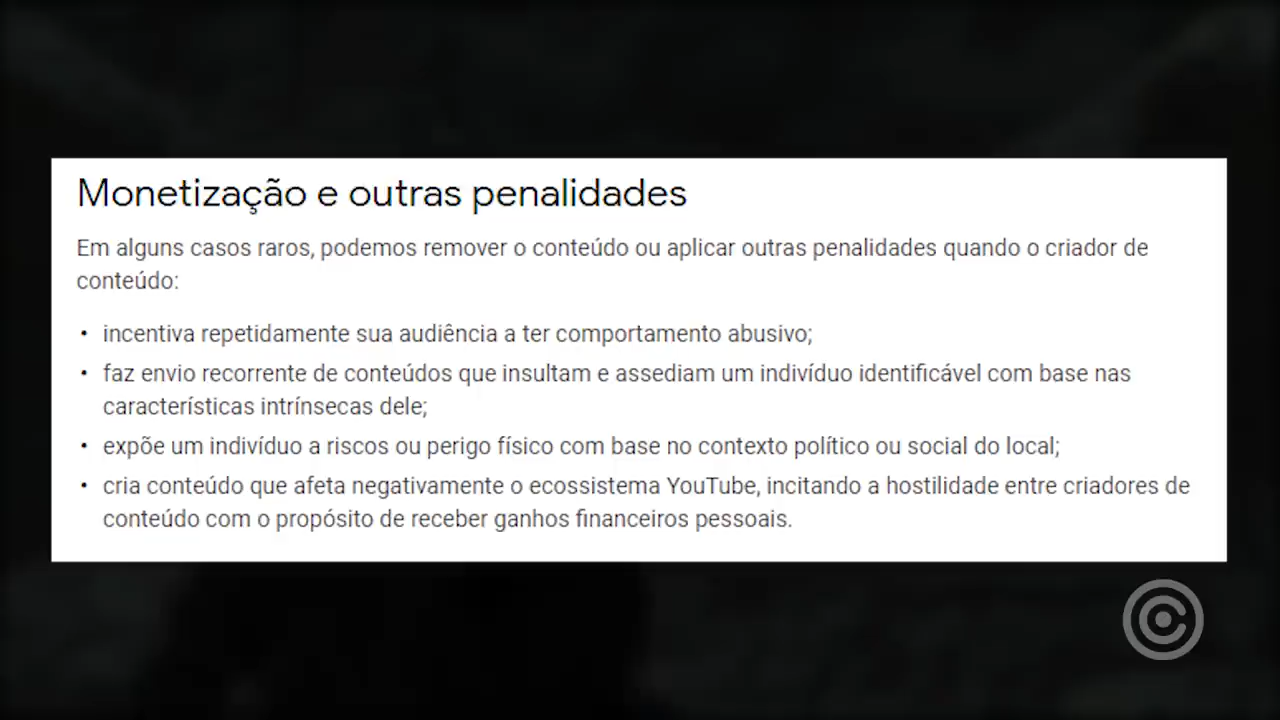 Monetização e outras penalidades
Em alguns casos raros, podemos remover o conteúdo ou aplicar outras penalidades quando o criador de
conteúdo:
• incentiva repetidamente sua audiência a ter comportamento abusivo;
• faz envio recorrente de conteúdos que insultam e assediam um indivíduo identificável com base nas
características intrínsecas dele;
• expõe um indivíduo a riscos ou perigo físico com base no contexto político ou social do local;
• cria conteúdo que afeta negativamente o ecossistema YouTube, incitando a hostilidade entre criadores de
conteúdo com o propósito de receber ganhos financeiros pessoais.